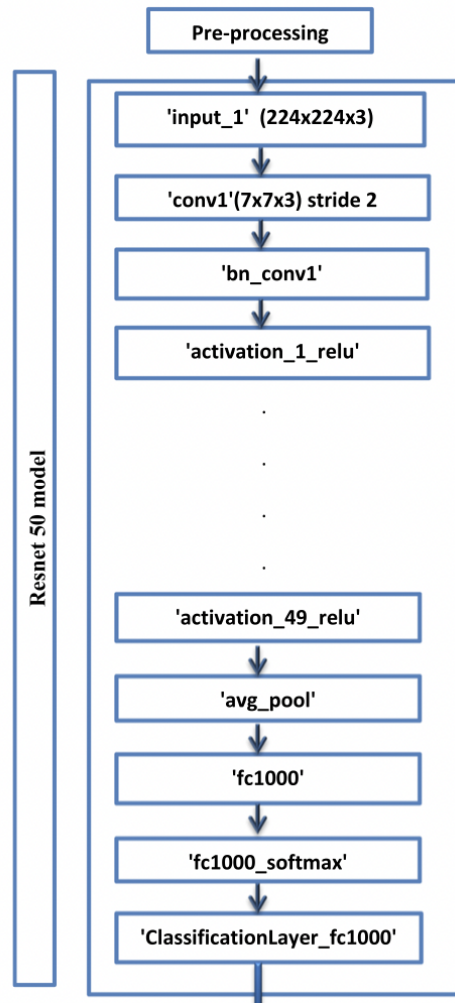 Pre-processing
'input_1' (224x224x3)
'conv1'(7x7x3) stride 2
'bn_conv1'
'activation_1_relu'
.
.
.
.
Resnet 50 model
'activation_49_relu'
'avg_pool'
'fc1000'
'fc1000_softmax'
'ClassificationLayer_fc1000'